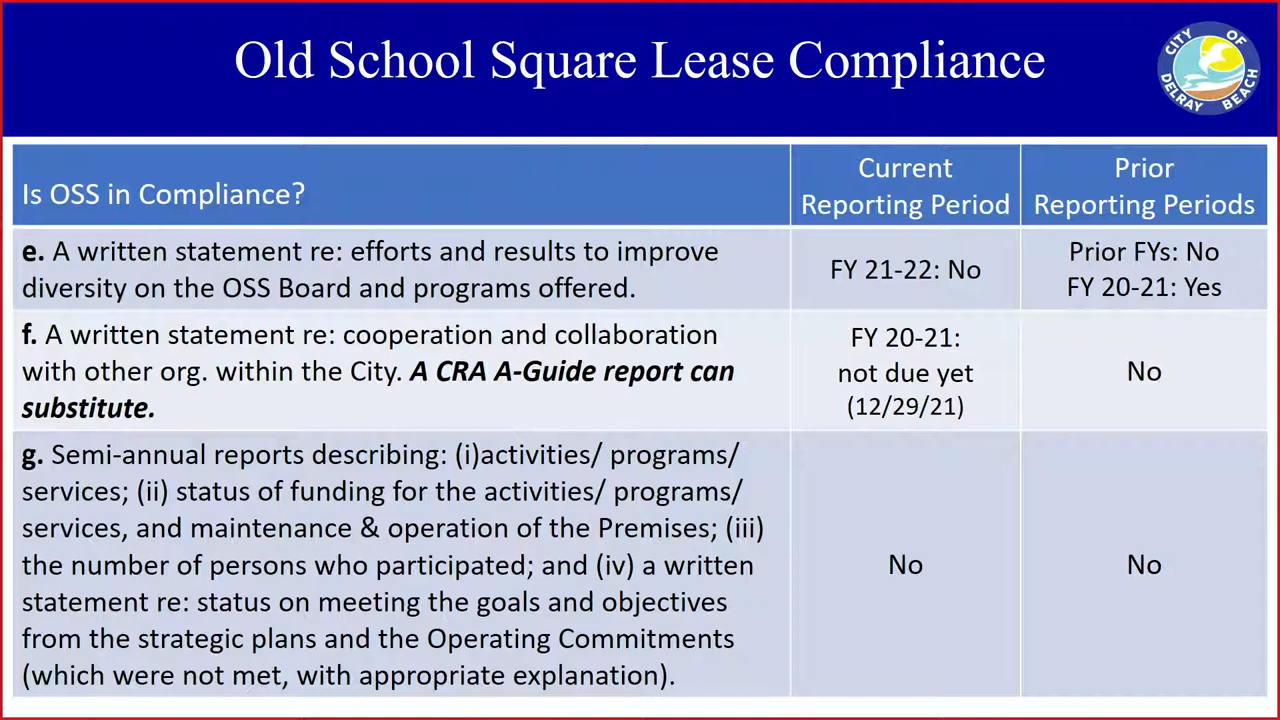 Old School Square Lease Compliance
CITY OF
DELRAY BEACH
Is OSS in Compliance?
Current
Reporting Period
Prior
Reporting Periods
e. A written statement re: efforts and results to improve
diversity on the OSS Board and programs offered.
FY 21-22: No
Prior FYs: No
FY 20-21: Yes
f. A written statement re: cooperation and collaboration
with other org. within the City. A CRA A-Guide report can
substitute.
FY 20-21:
not due yet
(12/29/21)
No
g. Semi-annual reports describing: (i)activities/ programs/
services; (ii) status of funding for the activities/ programs/
services, and maintenance & operation of the Premises; (iii)
the number of persons who participated; and (iv) a written
statement re: status on meeting the goals and objectives
from the strategic plans and the Operating Commitments
(which were not met, with appropriate explanation).
No
No